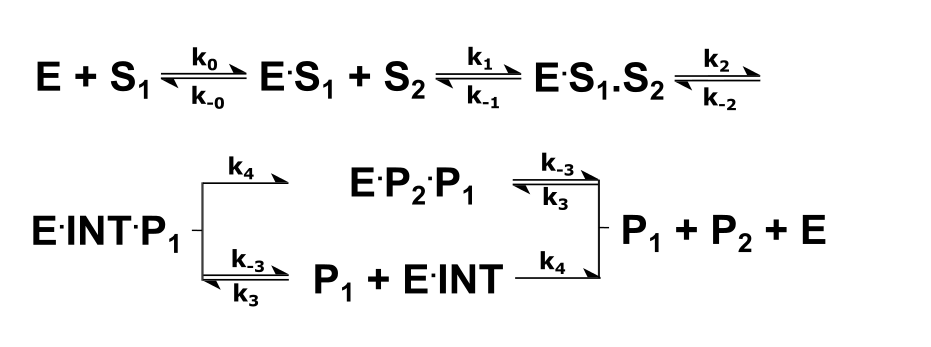 k₀ k₁ k₂
E + S₁ E·S₁ + S₂ E·S₁.S₂
k₋₀ k₋₁ k₋₂
k₄ k₋₃
E·P₂·P₁
k₃
E·INT·P₁ P₁ + P₂ + E
k₋₃ k₄
P₁ + E·INT
k₃